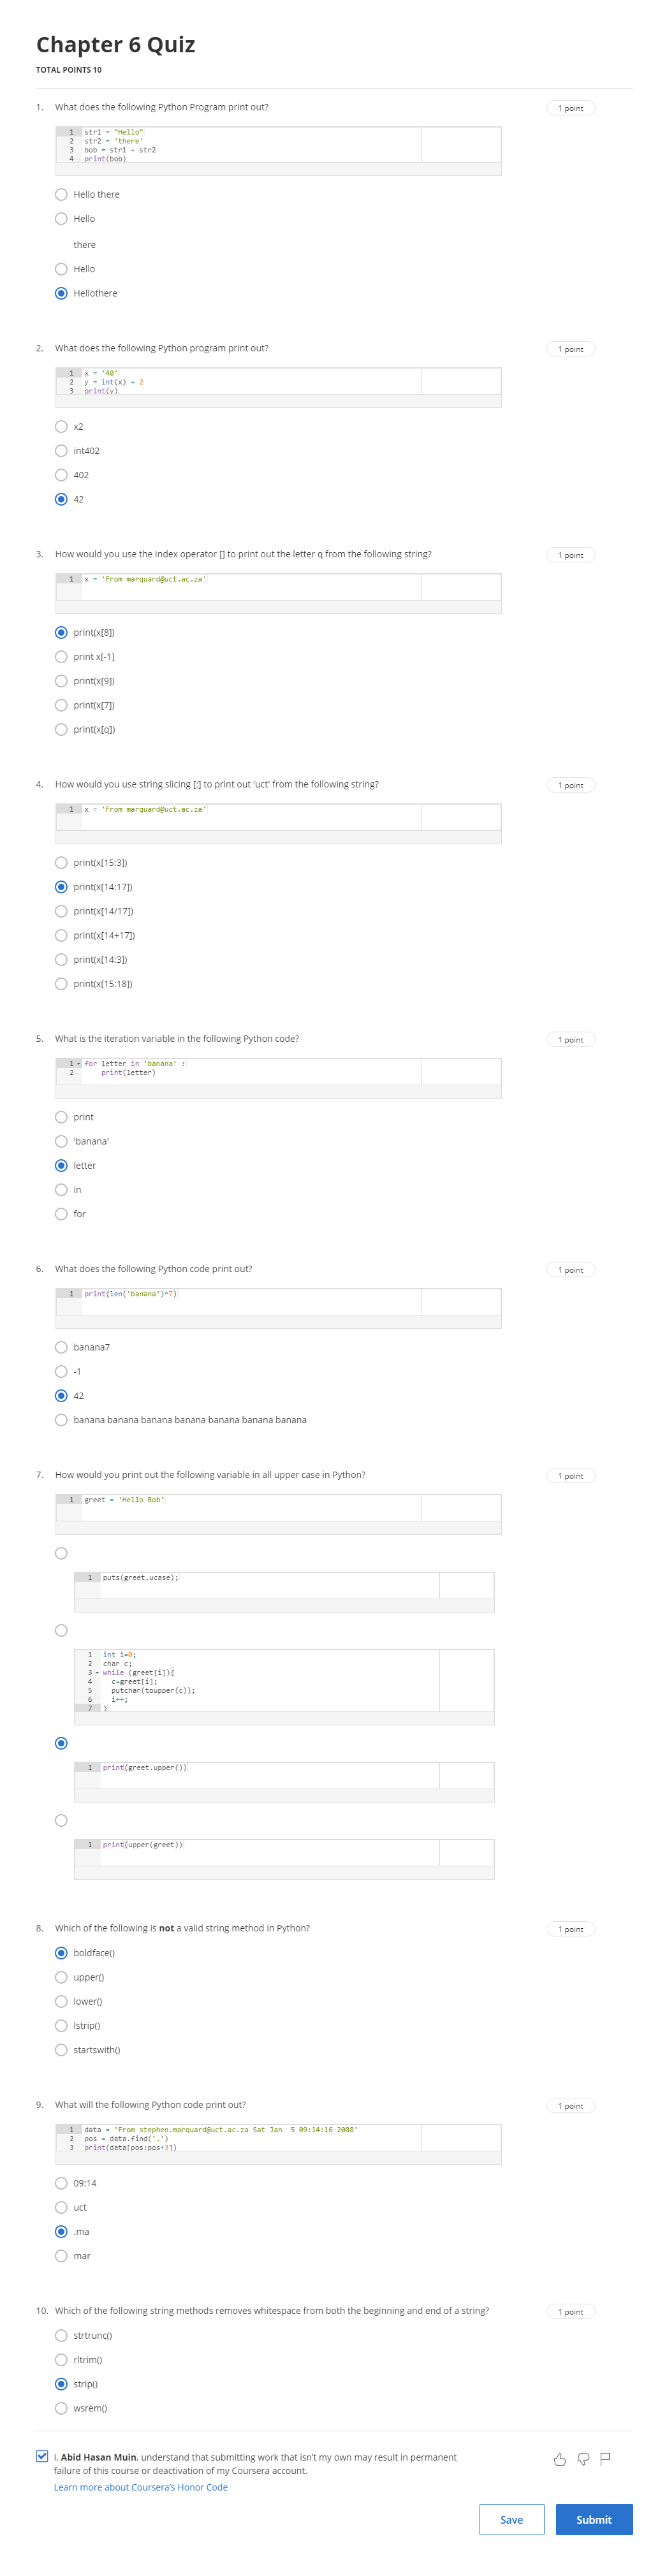 Chapter 6 Quiz
TOTAL POINTS 10
1. What does the following Python Program print out?
1 point
1 str1 = "Hello"
2 str2 = 'there'
3 bob = str1 + str2
4 print(bob)
Hello there
Hello
there
Hello
Hellothere
2. What does the following Python program print out?
1 point
1 x = '40'
2 y = int(x) + 2
3 print(y)
x2
int402
402
42
3. How would you use the index operator [] to print out the letter q from the following string?
1 point
1 x = 'From marquard@uct.ac.za'
print(x[8])
print x[-1]
print(x[9])
print(x[7])
print(x[q])
4. How would you use string slicing [:] to print out 'uct' from the following string?
1 point
1 x = 'From marquard@uct.ac.za'
print(x[15:3])
print(x[14:17])
print(x[14/17])
print(x[14+17])
print(x[14:3])
print(x[15:18])
5. What is the iteration variable in the following Python code?
1 point
1 for letter in 'banana' :
2 print(letter)
print
'banana'
letter
in
for
6. What does the following Python code print out?
1 point
1 print(len('banana')*7)
banana7
-1
42
banana banana banana banana banana banana banana
7. How would you print out the following variable in all upper case in Python?
1 point
1 greet = 'Hello Bob'
1 puts(greet.ucase);
1 int i=0;
2 char c;
3 while (greet[i]){
4 c=greet[i];
5 putchar(toupper(c));
6 i++;
7 }
1 print(greet.upper())
1 print(upper(greet))
8. Which of the following is not a valid string method in Python?
1 point
boldface()
upper()
lower()
lstrip()
startswith()
9. What will the following Python code print out?
1 point
1 data = 'From stephen.marquard@uct.ac.za Sat Jan  5 09:14:16 2008'
2 pos = data.find('.')
3 print(data[pos:pos+3])
09:14
uct
.ma
mar
10. Which of the following string methods removes whitespace from both the beginning and end of a string?
1 point
strtrunc()
rltrim()
strip()
wsrem()
I, Abid Hasan Muin, understand that submitting work that isn't my own may result in permanent
failure of this course or deactivation of my Coursera account.
Learn more about Coursera's Honor Code
Save
Submit